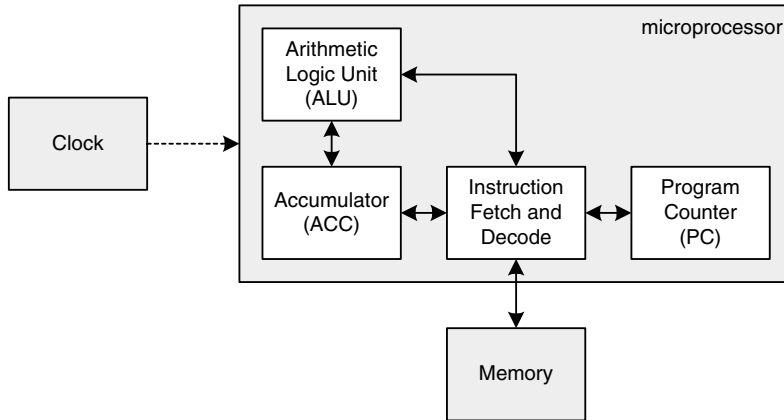 microprocessor
Arithmetic
Logic Unit
(ALU)
Clock
Accumulator
(ACC)
Instruction
Fetch and
Decode
Program
Counter
(PC)
Memory